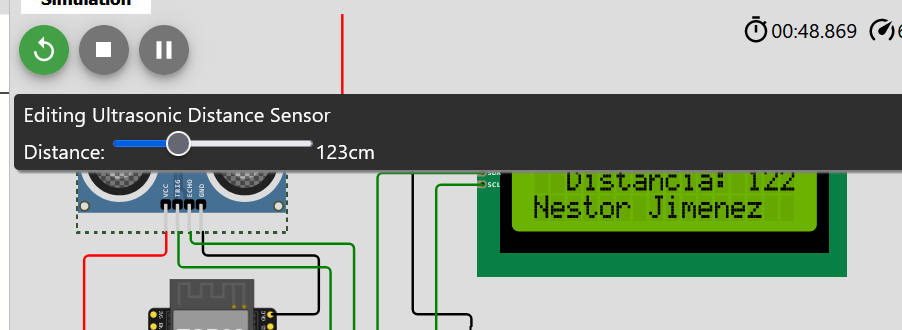 Simulation
00:48.869
Editing Ultrasonic Distance Sensor
Distance: 123cm
VCC
TRIG
ECHO
GND
SCL
Distancia: 122
Nestor Jimenez